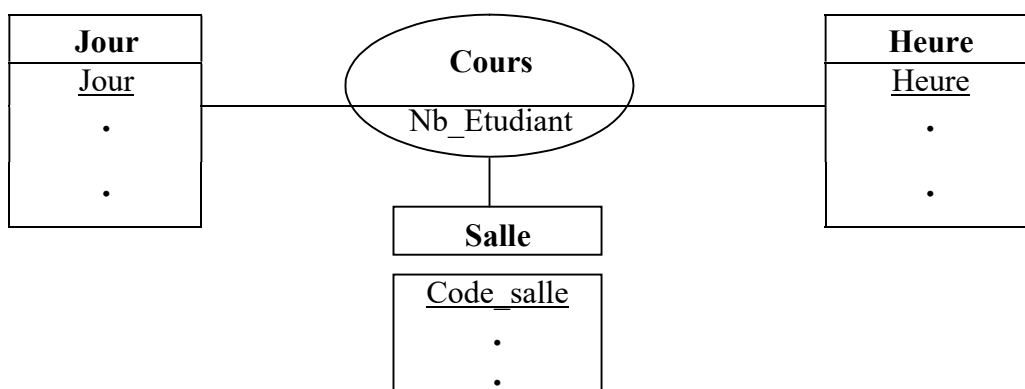 Jour
Jour
.
.
Cours
Nb_Etudiant
Heure
Heure
.
.
Salle
Code_salle
.
.